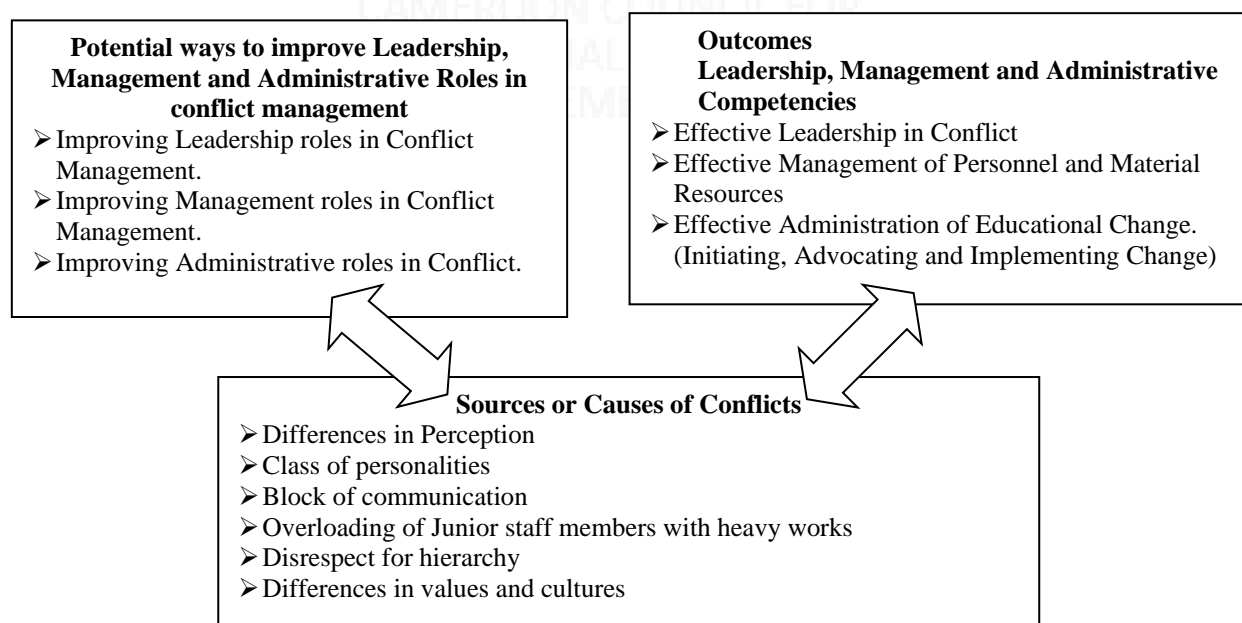 CAMEROON COUNCIL FOR
Potential ways to improve Leadership,
Management and Administrative Roles in
conflict management
➤Improving Leadership roles in Conflict
Management.
➤Improving Management roles in Conflict
Management.
➤Improving Administrative roles in Conflict.
Outcomes
Leadership, Management and Administrative
Competencies
➤Effective Leadership in Conflict
➤Effective Management of Personnel and Material
Resources
➤Effective Administration of Educational Change.
(Initiating, Advocating and Implementing Change)
Sources or Causes of Conflicts
➤Differences in Perception
➤Class of personalities
➤Block of communication
➤Overloading of Junior staff members with heavy works
➤Disrespect for hierarchy
➤Differences in values and cultures